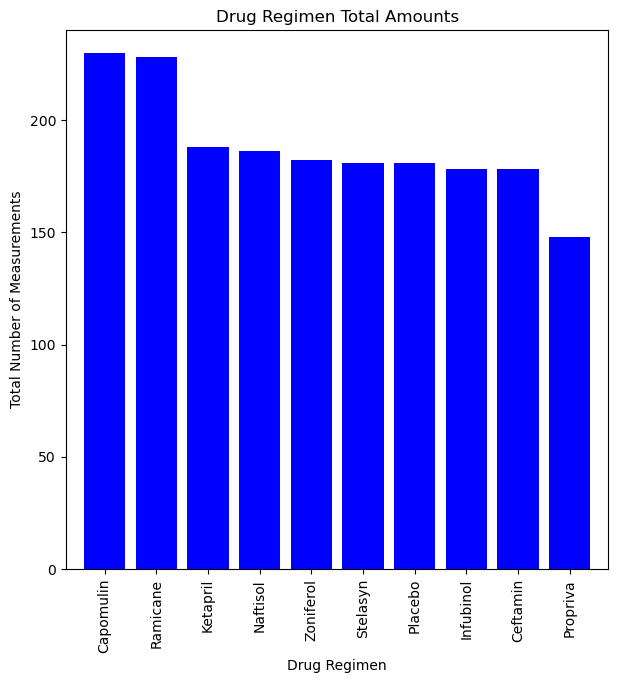 Drug Regimen Total Amounts
Total Number of Measurements
200
150
100
50
0
Capomulin
Ramicane
Ketapril
Naftisol
Zoniferol
Stelasyn
Placebo
Infubinol
Ceftamin
Propriva
Drug Regimen